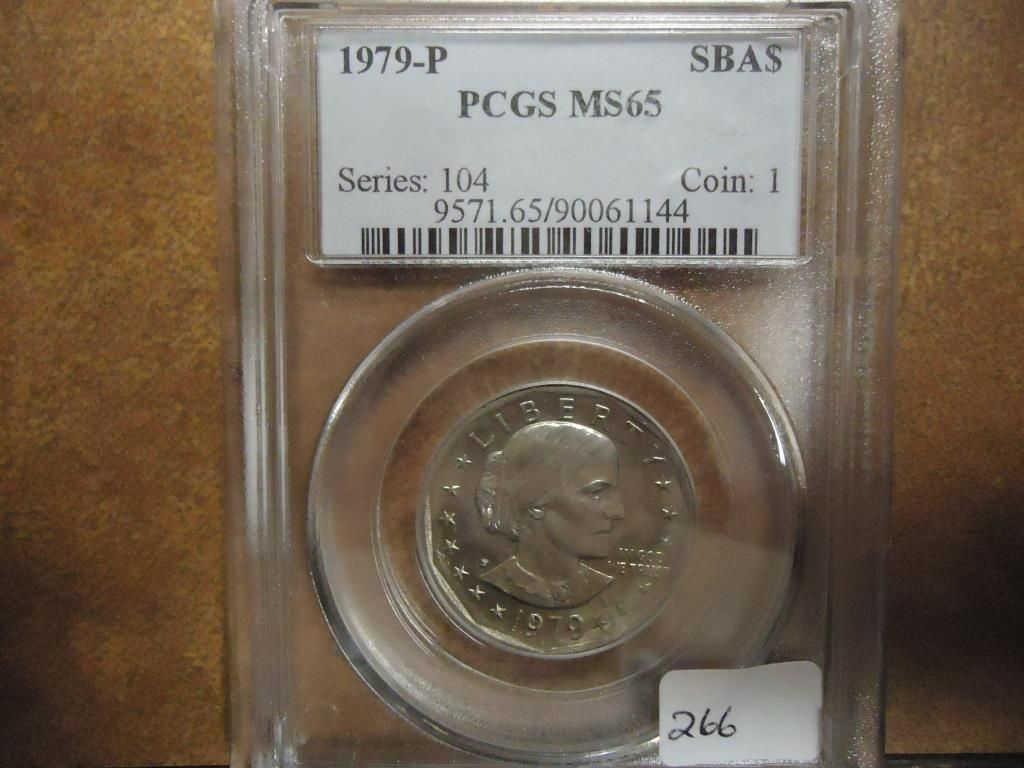 1979-P SBA$
PCGS MS65
Series: 104 Coin: 1
9571.65/90061144
LIBERTY
P
IN GOD
WE TRUST
1979
266